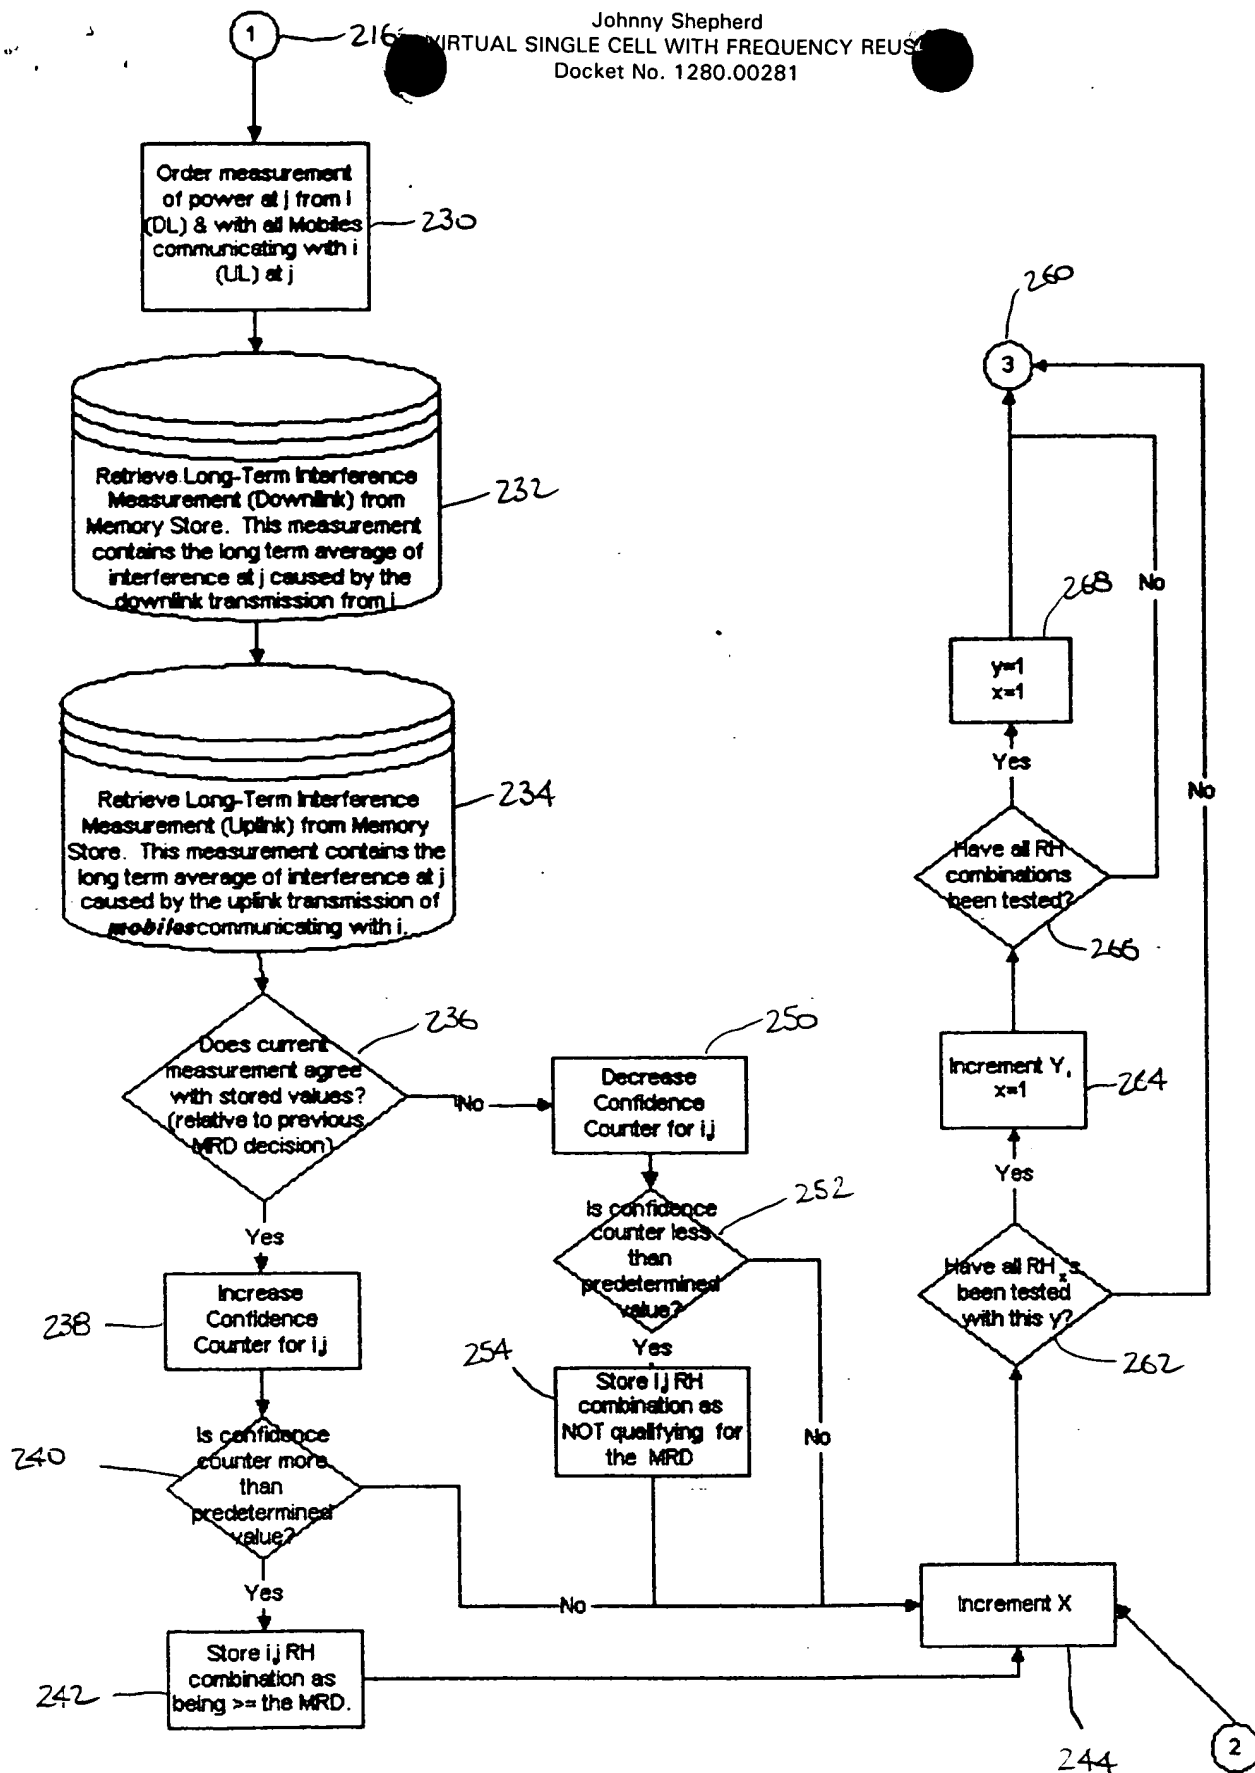 Johnny Shepherd
VIRTUAL SINGLE CELL WITH FREQUENCY REUSE
Docket No. 1280.00281
1
216
Order measurement
of power at j from i
(DL) & with all Mobiles
communicating with i
(UL) at j
230
Retrieve Long-Term Interference
Measurement (Downlink) from
Memory Store. This measurement
contains the long term average of
interference at j caused by the
downlink transmission from i
232
Retrieve Long-Term Interference
Measurement (Uplink) from Memory
Store. This measurement contains the
long term average of interference at j
caused by the uplink transmission of
mobiles communicating with i.
234
Does current
measurement agree
with stored values?
(relative to previous
MRD decision)
236
No
Yes
Increase
Confidence
Counter for i,j
238
Is confidence
counter more
than
predetermined
value?
240
Yes
No
Store i,j RH
combination as
being >= the MRD.
242
Decrease
Confidence
Counter for i,j
250
Is confidence
counter less
than
predetermined
value?
252
Yes
No
Store i,j RH
combination as
NOT qualifying for
the MRD
254
260
3
No
268
y=1
x=1
Yes
No
Have all RH
combinations
been tested?
266
Increment Y,
x=1
264
Yes
Have all RHx's
been tested
with this y?
262
Increment X
244
2